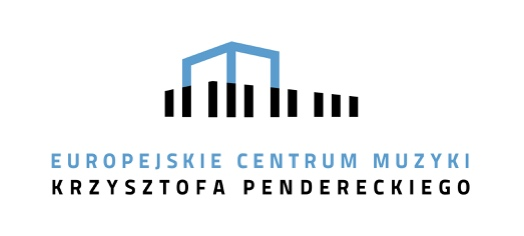 EUROPEJSKIE CENTRUM MUZYKI
KRZYSZTOFA PENDERECKIEGO